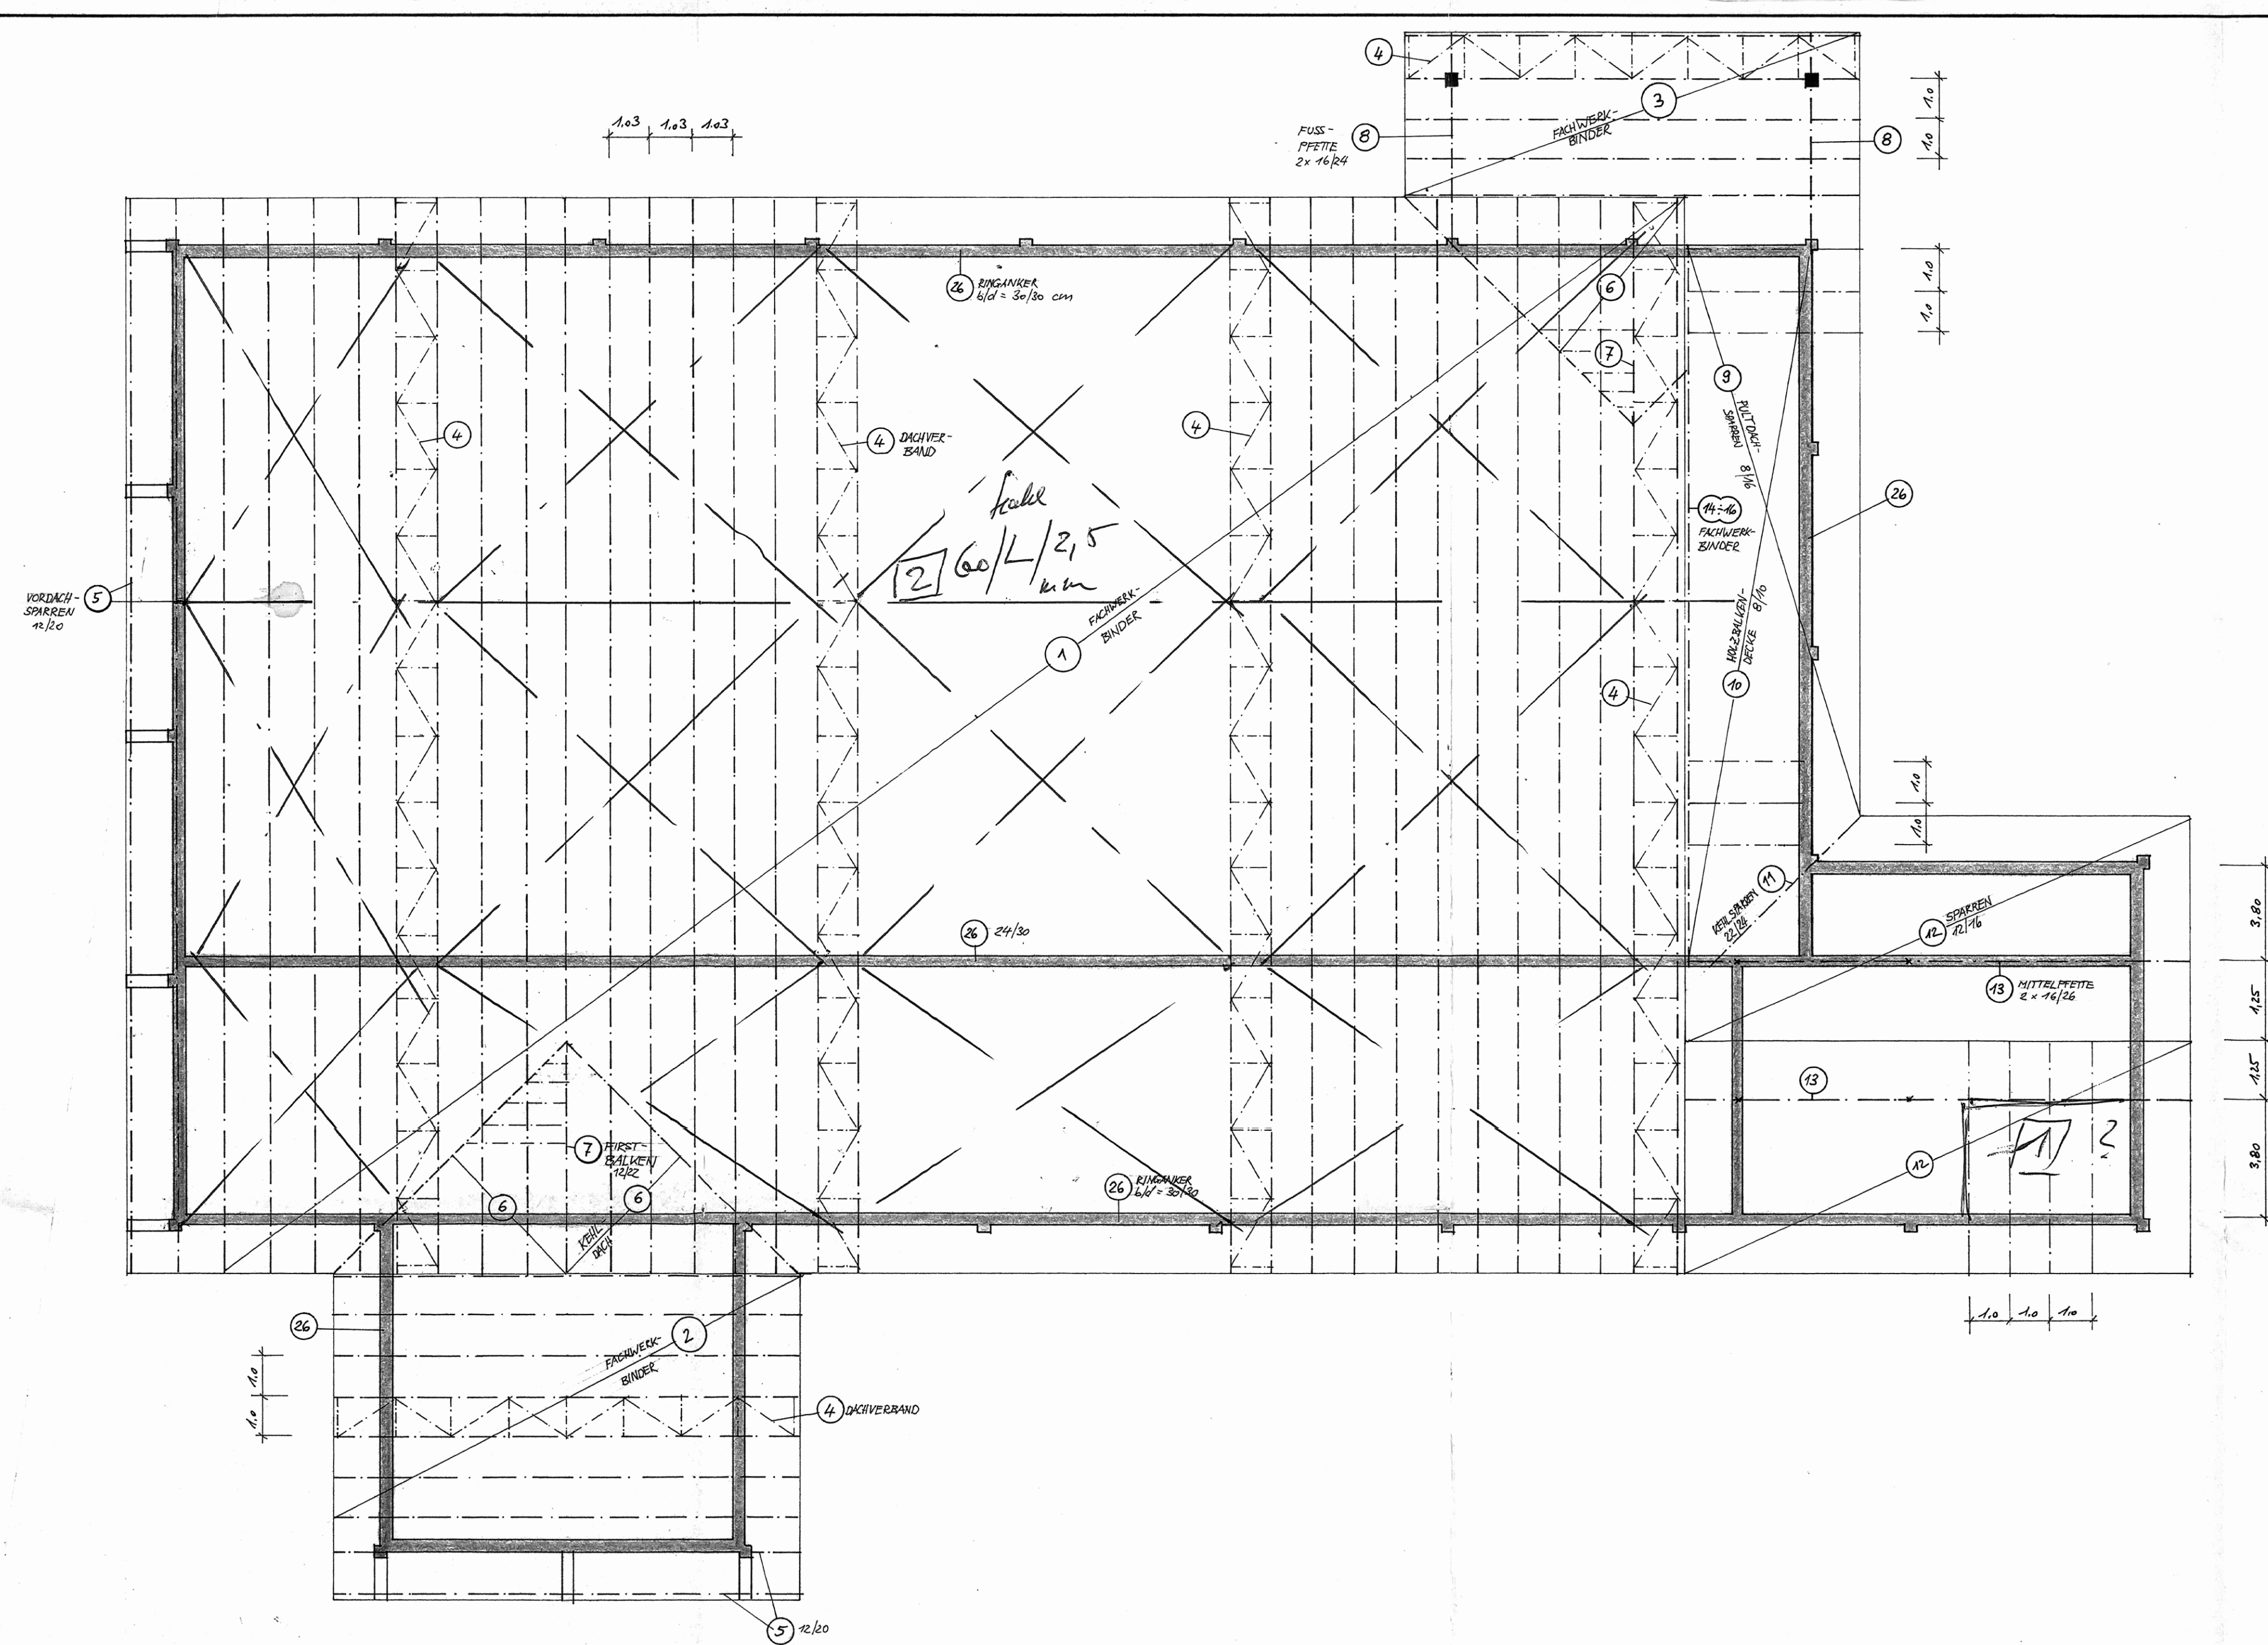 4
3
FACHWERK-
BINDER
FUSS-
PFETTE
2x 16/24
8
8
1.0
1.0
1.03 1.03 1.03
26 RINGANKER
b/d = 30/30 cm
6
7
1.0
1.0
9
PULTDACH-
SPARREN 8/16
4
4 DACHVER-
BAND
4
2 60/L/2,5
mm
14÷16
FACHWERK-
BINDER
26
VORDACH-
SPARREN
12/20
5
1
FACHWERK-
BINDER
HOLZBALKEN-
DECKE 8/10
10
4
1.0
1.0
11
KEHLSPARREN
22/24
12 SPARREN
12/16
26 24/30
13 MITTELPFETTE
2 x 16/26
3,80
1,25
1,25
3,80
13
1 ?
12
7 FIRST-
BALKEN
12/22
6
6
KEHL
DACH
26 RINGANKER
b/d = 30/30
26
2
FACHWERK-
BINDER
1.0
1.0
4 DACHVERBAND
1.0 1.0 1.0
5 12/20